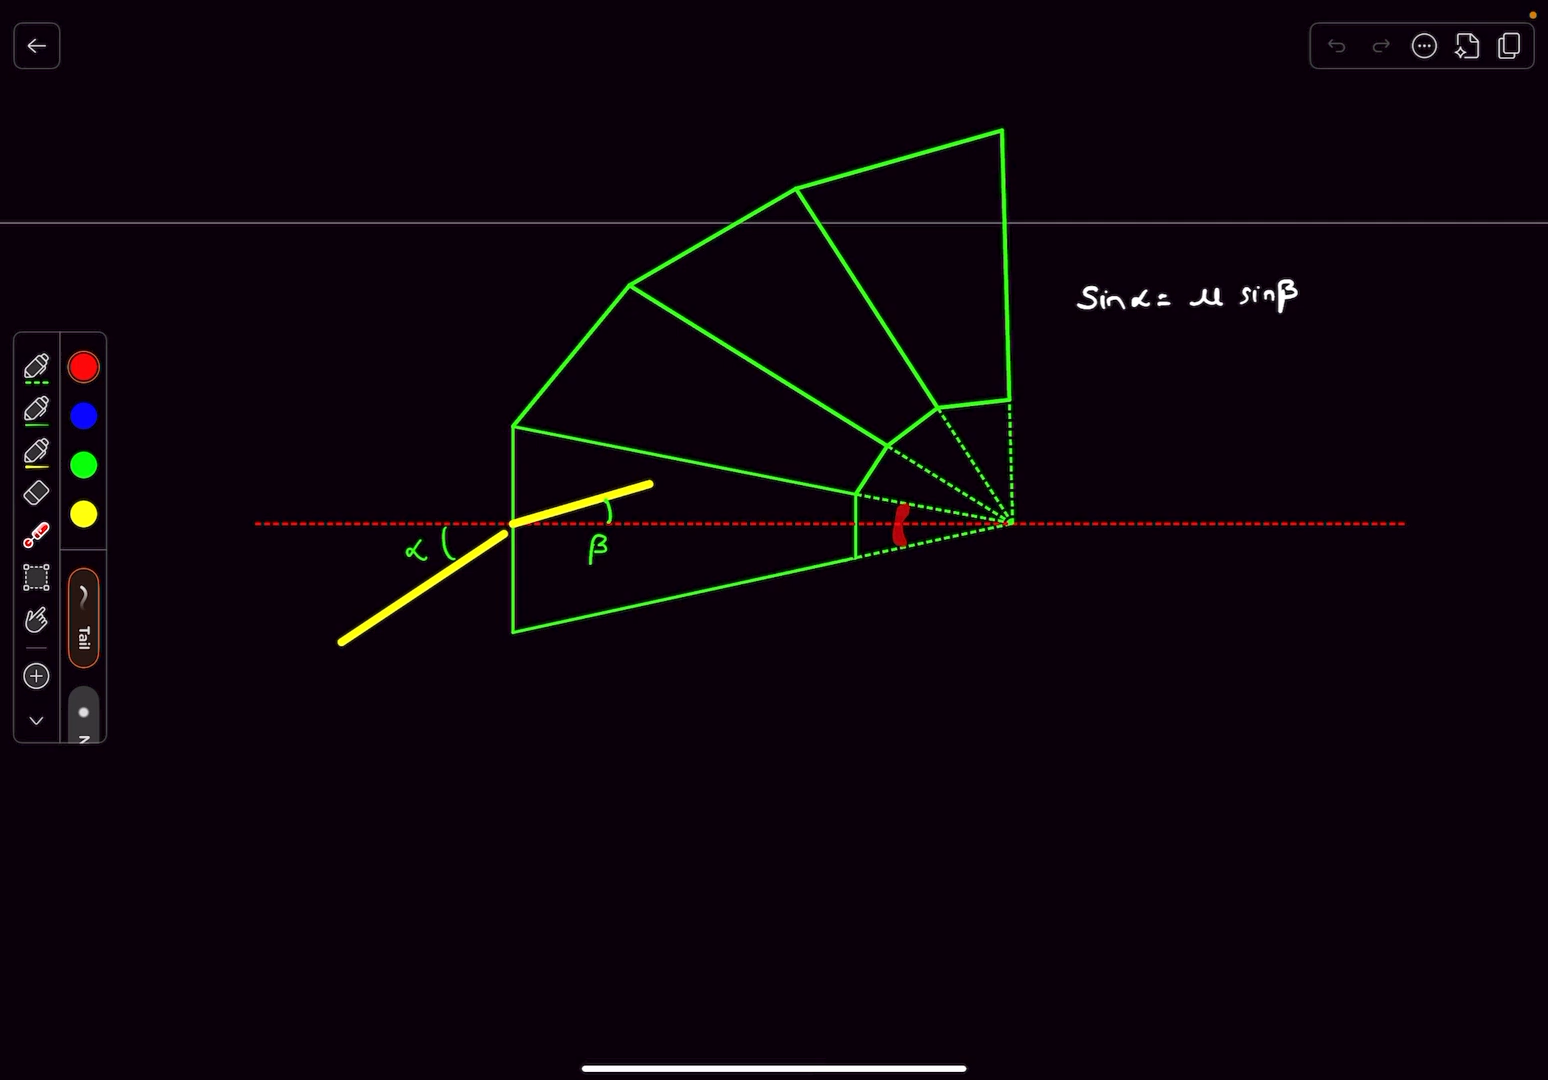 Sinα = μ sinβ
α
β
Tail